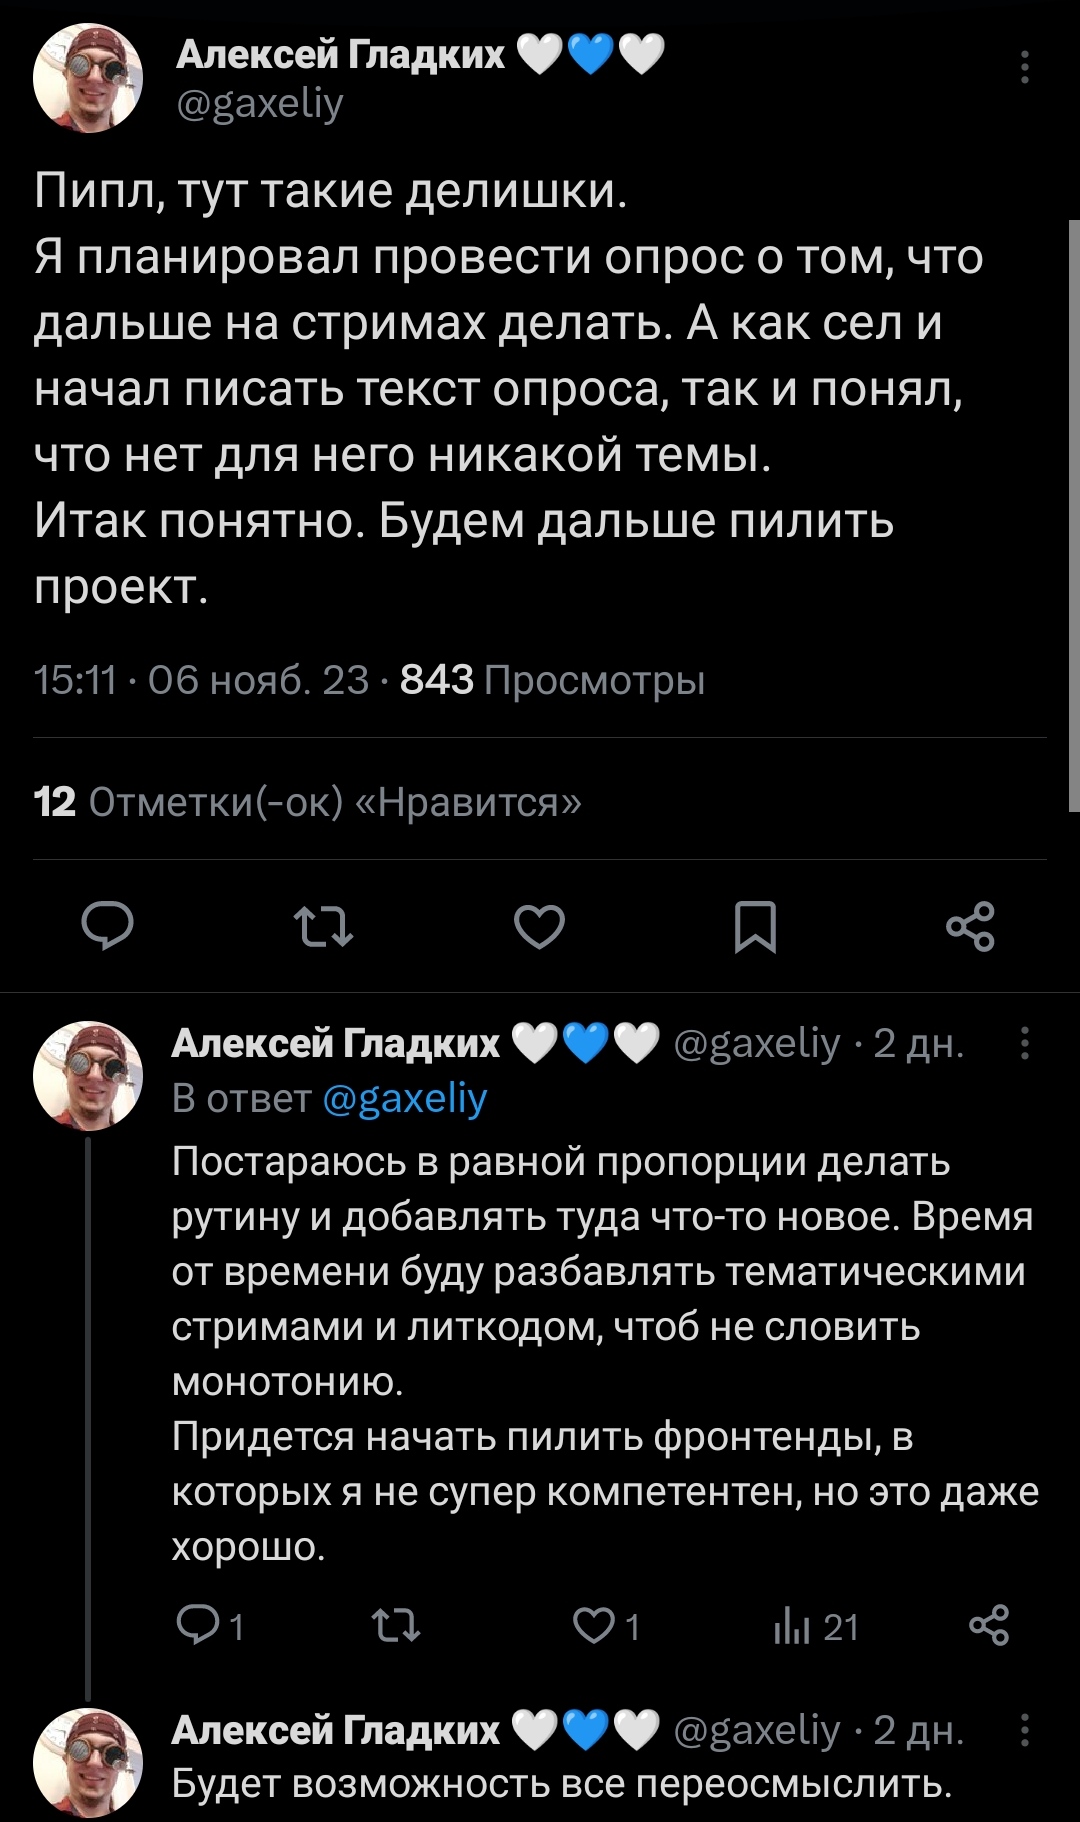 Алексей Гладких 🤍💙🤍
@gaxeliy
Пипл, тут такие делишки.
Я планировал провести опрос о том, что
дальше на стримах делать. А как сел и
начал писать текст опроса, так и понял,
что нет для него никакой темы.
Итак понятно. Будем дальше пилить
проект.
15:11 · 06 нояб. 23 · 843 Просмотры
12 Отметки(-ок) «Нравится»
Алексей Гладких 🤍💙🤍 @gaxeliy · 2 дн.
В ответ @gaxeliy
Постараюсь в равной пропорции делать
рутину и добавлять туда что-то новое. Время
от времени буду разбавлять тематическими
стримами и литкодом, чтоб не словить
монотонию.
Придется начать пилить фронтенды, в
которых я не супер компетентен, но это даже
хорошо.
1 1 21
Алексей Гладких 🤍💙🤍 @gaxeliy · 2 дн.
Будет возможность все переосмыслить.